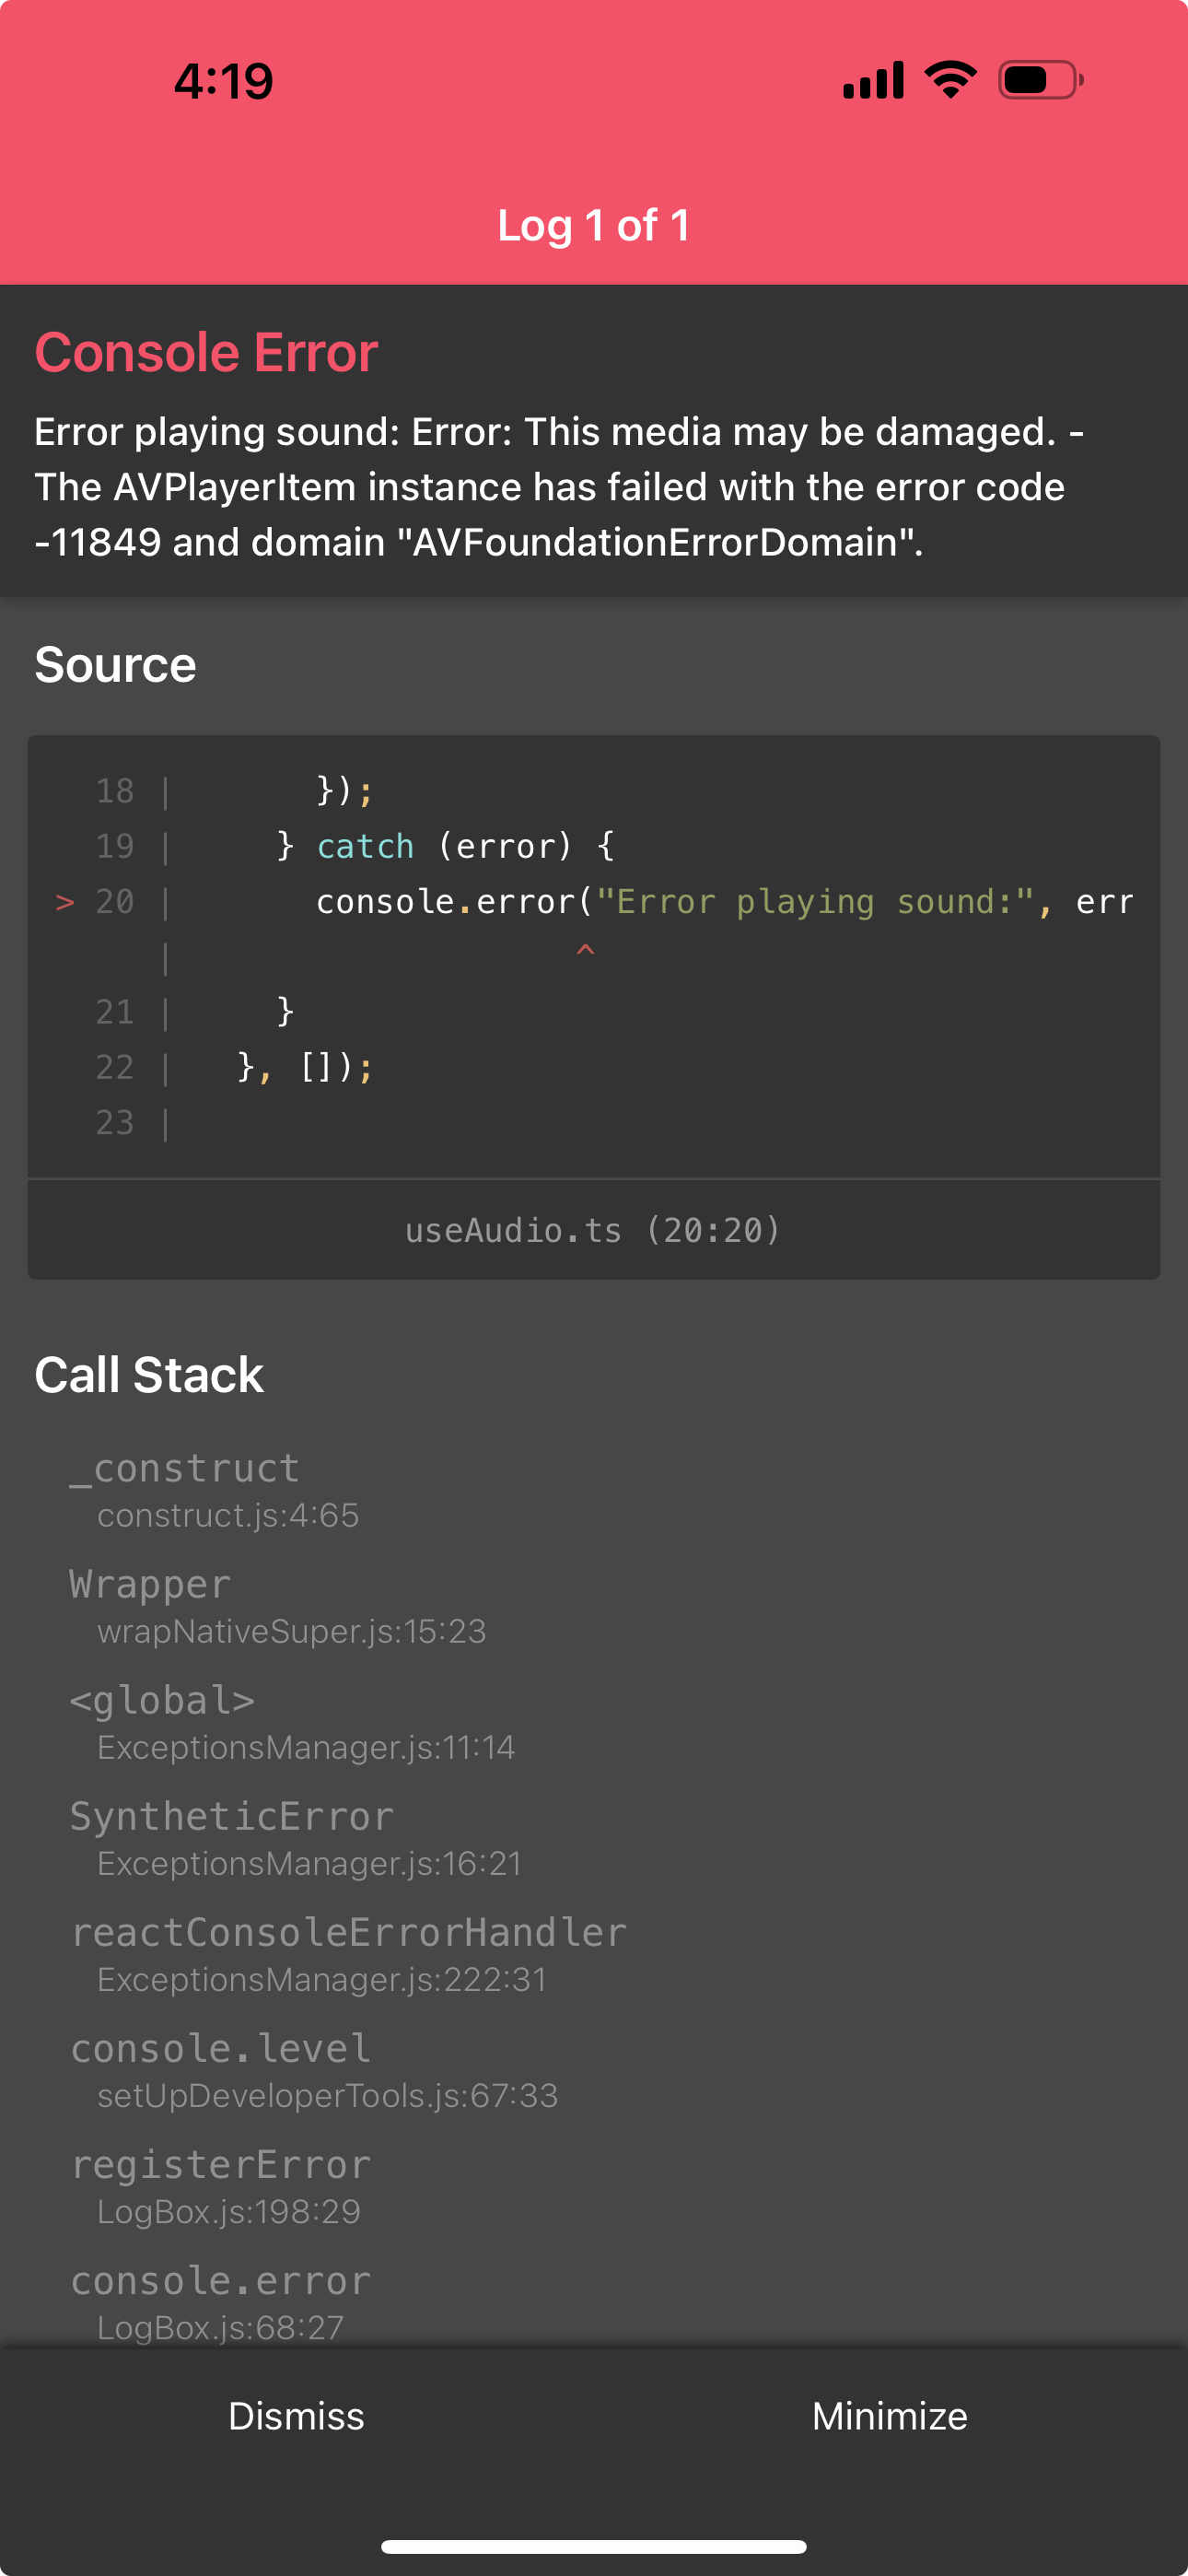 4:19
Log 1 of 1
Console Error
Error playing sound: Error: This media may be damaged. -
The AVPlayerItem instance has failed with the error code
-11849 and domain "AVFoundationErrorDomain".
Source
18 |       });
19 |     } catch (error) {
> 20 |       console.error("Error playing sound:", err
|                    ^
21 |     }
22 |   }, []);
23 |
useAudio.ts (20:20)
Call Stack
_construct
construct.js:4:65
Wrapper
wrapNativeSuper.js:15:23
<global>
ExceptionsManager.js:11:14
SyntheticError
ExceptionsManager.js:16:21
reactConsoleErrorHandler
ExceptionsManager.js:222:31
console.level
setUpDeveloperTools.js:67:33
registerError
LogBox.js:198:29
console.error
LogBox.js:68:27
Dismiss Minimize